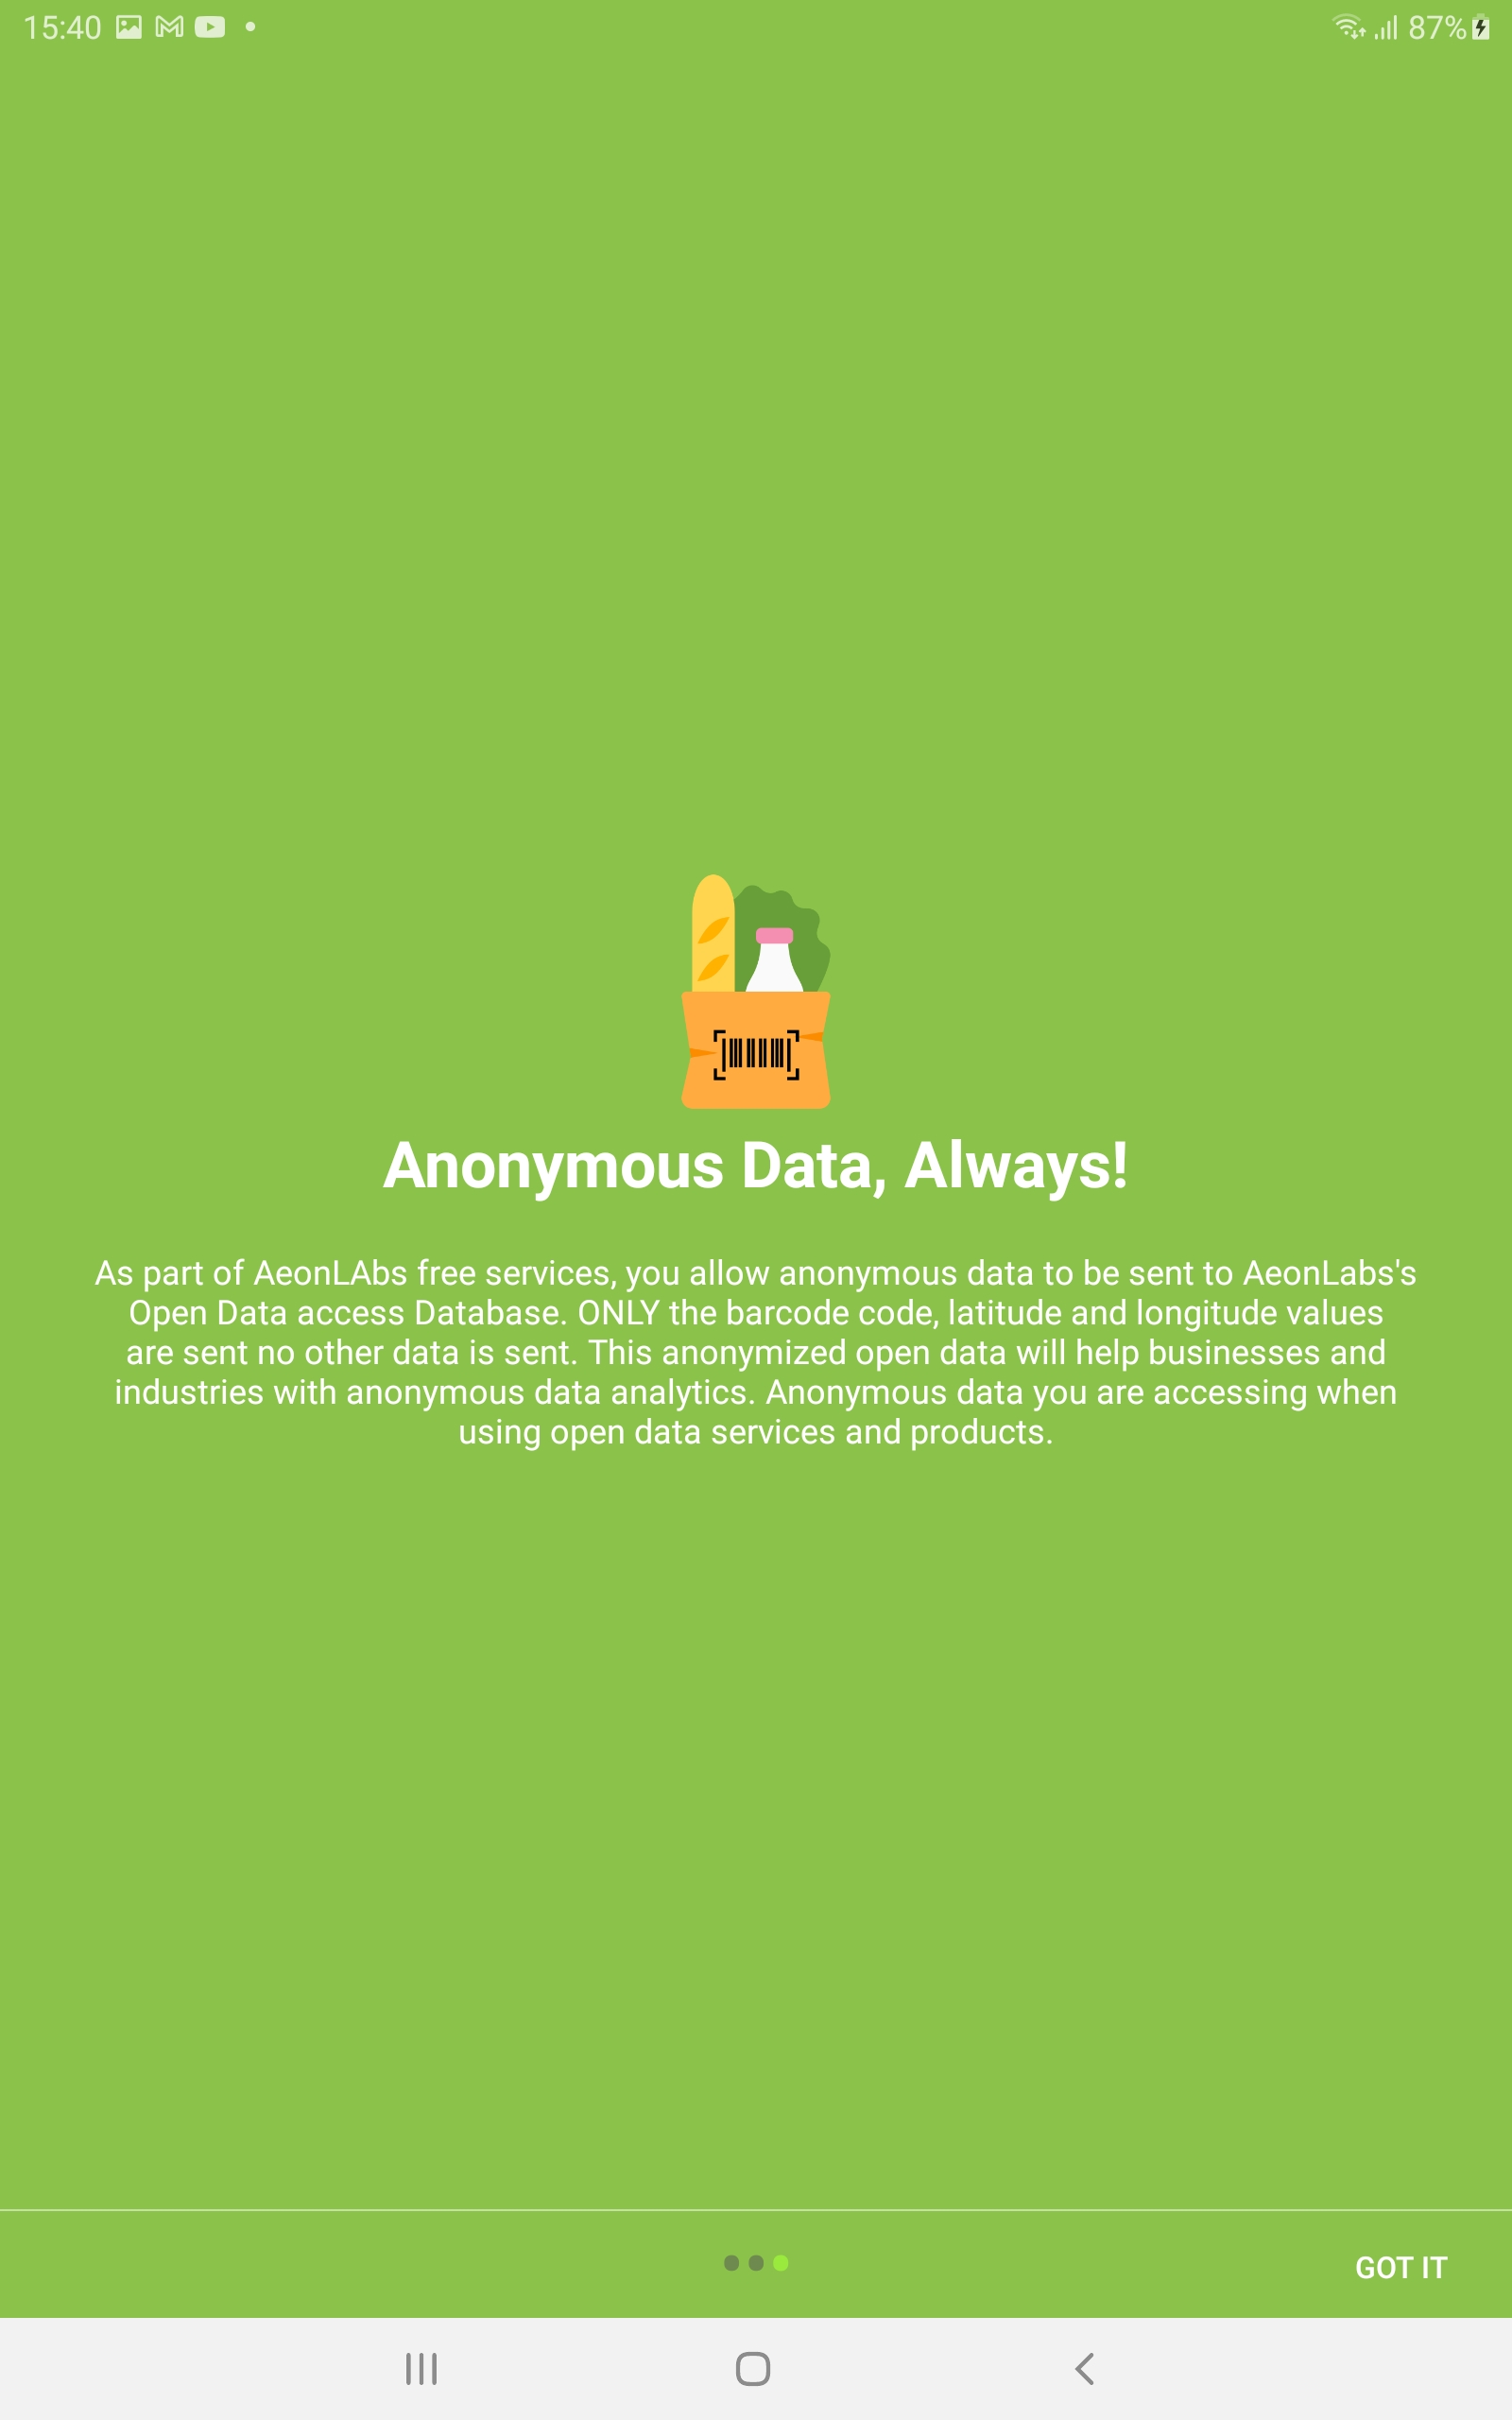 15:40
87%
Anonymous Data, Always!
As part of AeonLAbs free services, you allow anonymous data to be sent to AeonLabs's
Open Data access Database. ONLY the barcode code, latitude and longitude values
are sent no other data is sent. This anonymized open data will help businesses and
industries with anonymous data analytics. Anonymous data you are accessing when
using open data services and products.
GOT IT